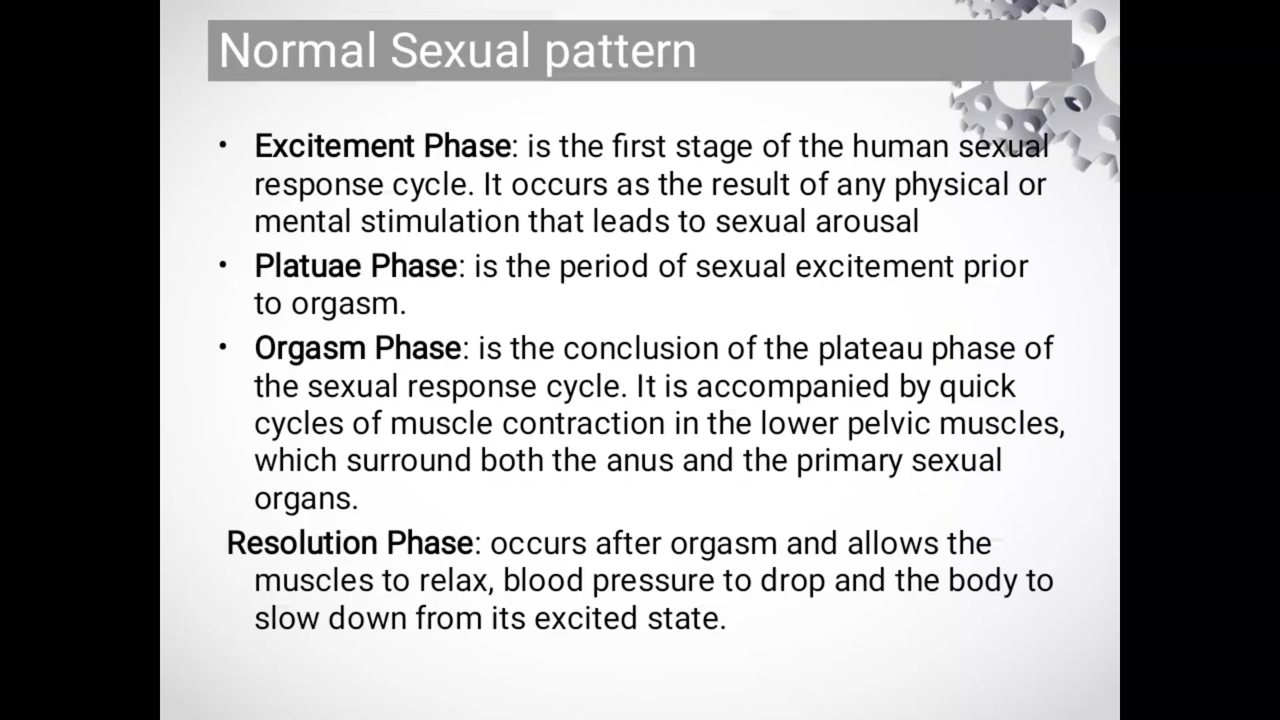 Normal Sexual pattern
• Excitement Phase: is the first stage of the human sexual
response cycle. It occurs as the result of any physical or
mental stimulation that leads to sexual arousal
• Platuae Phase: is the period of sexual excitement prior
to orgasm.
• Orgasm Phase: is the conclusion of the plateau phase of
the sexual response cycle. It is accompanied by quick
cycles of muscle contraction in the lower pelvic muscles,
which surround both the anus and the primary sexual
organs.
Resolution Phase: occurs after orgasm and allows the
muscles to relax, blood pressure to drop and the body to
slow down from its excited state.